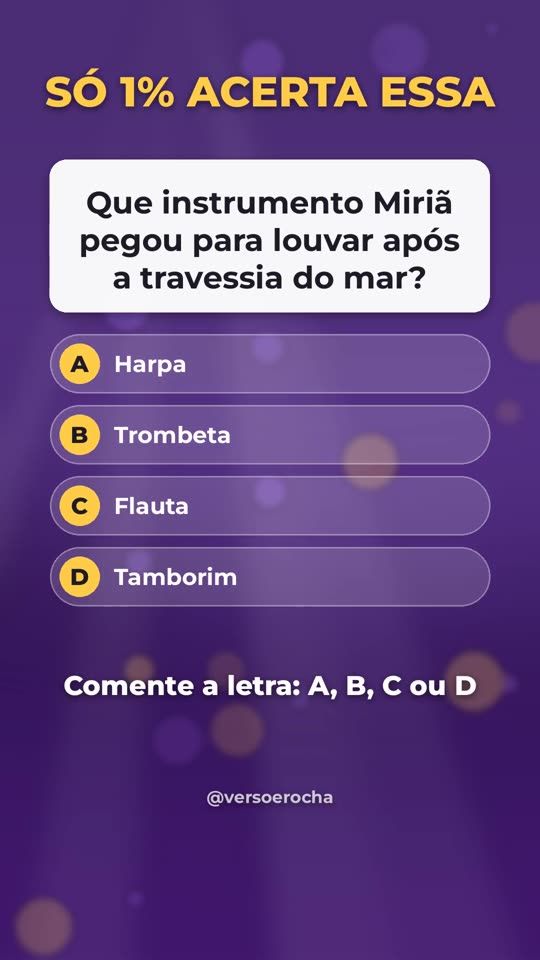 SÓ 1% ACERTA ESSA
Que instrumento Miriã
pegou para louvar após
a travessia do mar?
A Harpa
B Trombeta
C Flauta
D Tamborim
Comente a letra: A, B, C ou D
@versoerocha